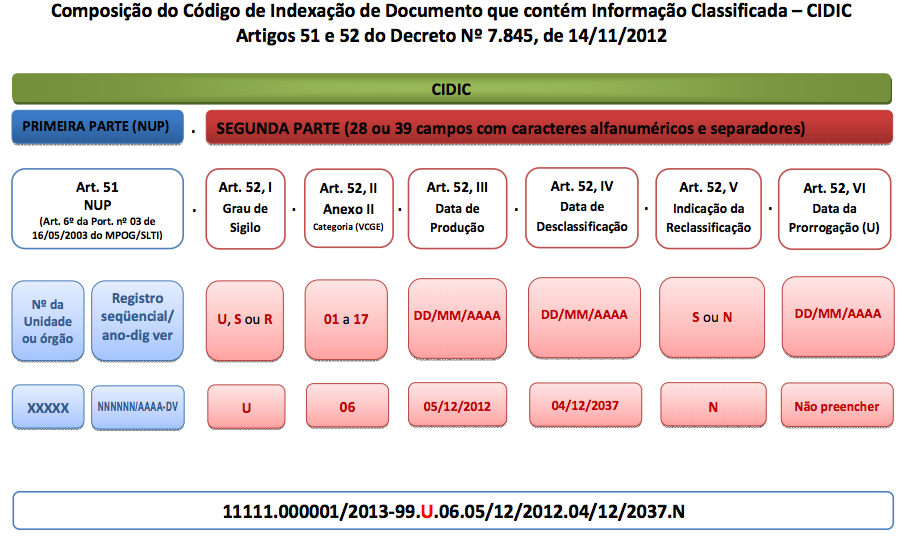 Composição do Código de Indexação de Documento que contém Informação Classificada – CIDIC
Artigos 51 e 52 do Decreto Nº 7.845, de 14/11/2012
CIDIC
PRIMEIRA PARTE (NUP)
.
SEGUNDA PARTE (28 ou 39 campos com caracteres alfanuméricos e separadores)
Art. 51
NUP
(Art. 6º da Port. nº 03 de
16/05/2003 do MPOG/SLTI)
.
Art. 52, I
Grau de
Sigilo
.
Art. 52, II
Anexo II
Categoria (VCGE)
.
Art. 52, III
Data de
Produção
.
Art. 52, IV
Data de
Desclassificação
.
Art. 52, V
Indicação da
Reclassificação
.
Art. 52, VI
Data da
Prorrogação (U)
Nº da
Unidade
ou órgão
Registro
seqüencial/
ano-dig ver
U, S ou R
01 a 17
DD/MM/AAAA
DD/MM/AAAA
S ou N
DD/MM/AAAA
XXXXX
NNNNNN/AAAA-DV
U
06
05/12/2012
04/12/2037
N
Não preencher
11111.000001/2013-99.U.06.05/12/2012.04/12/2037.N